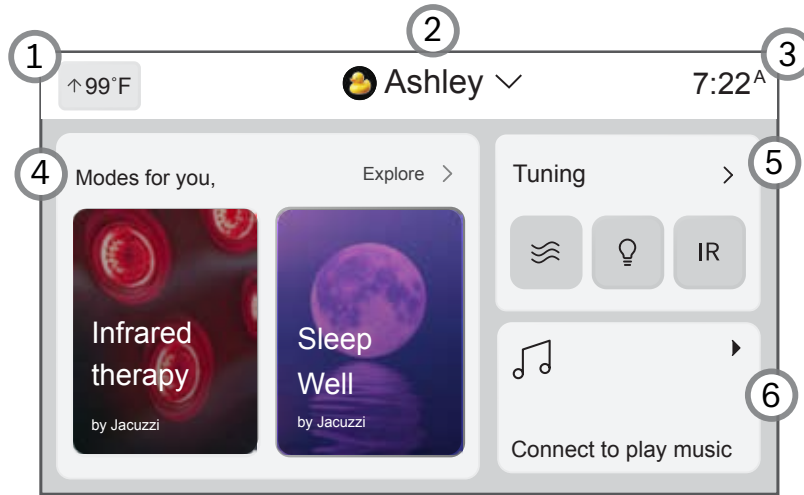 1
2
3
↑99°F
Ashley
7:22ᴬ
4
Modes for you,
Explore >
Tuning >
5
IR
Infrared
therapy
by Jacuzzi
Sleep
Well
by Jacuzzi
6
Connect to play music